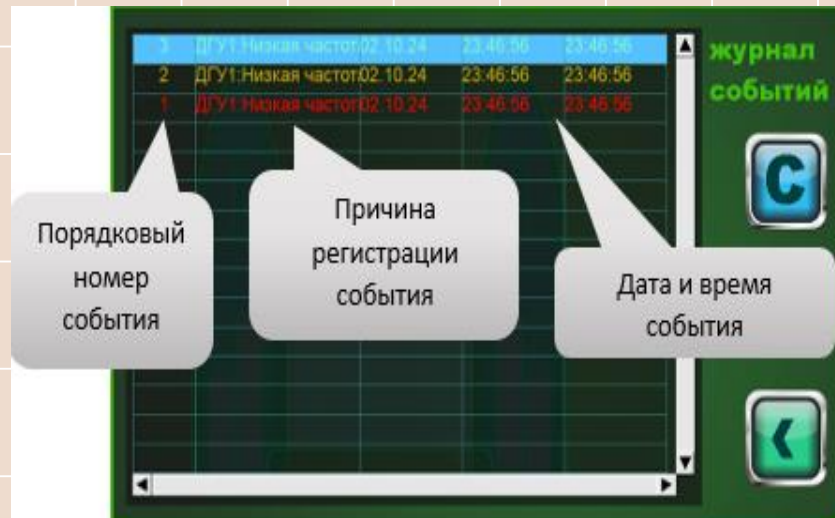 3 ДГУ1:Низкая частот 02.10.24 23:46:56 23:46:56
2 ДГУ1:Низкая частот 02.10.24 23:46:56 23:46:56
1 ДГУ1:Низкая частот 02.10.24 23:46:56 23:46:56
журнал
событий
C
Порядковый
номер
события
Причина
регистрации
события
Дата и время
события